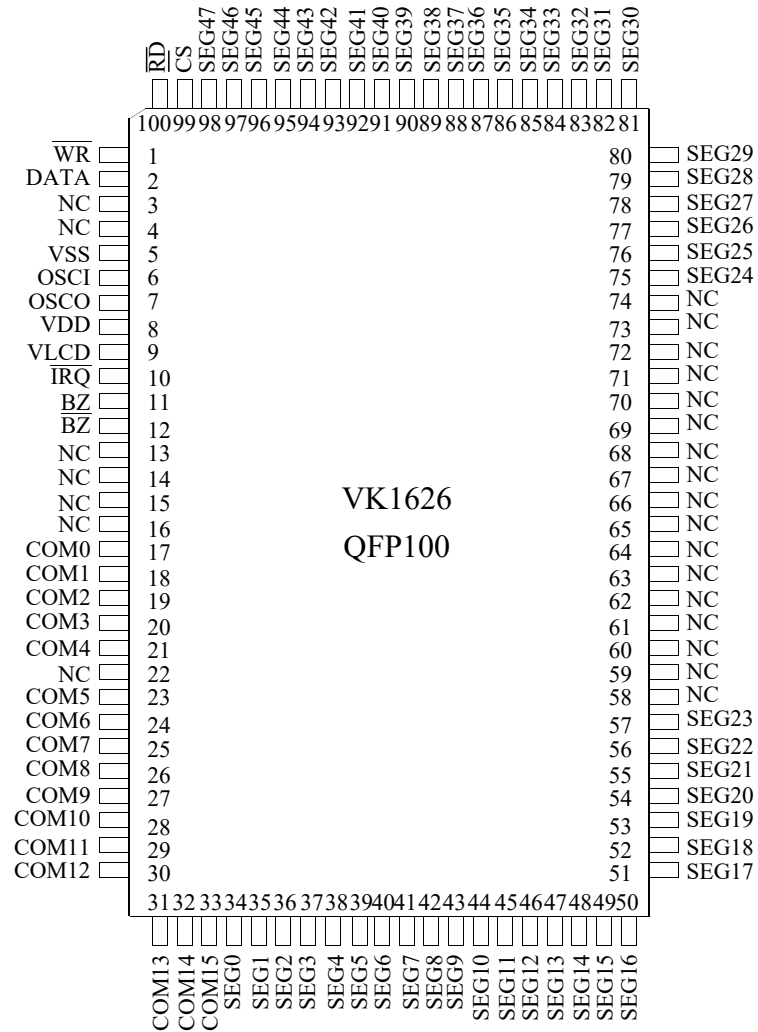 SEG47 SEG46 SEG45 SEG44 SEG43 SEG42 SEG41 SEG40 SEG39 SEG38 SEG37 SEG36 SEG35 SEG34 SEG33 SEG32 SEG31 SEG30
RD CS
100 99 98 97 96 95 94 93 92 91 90 89 88 87 86 85 84 83 82 81
WR 1 80 SEG29
DATA 2 79 SEG28
NC 3 78 SEG27
NC 4 77 SEG26
VSS 5 76 SEG25
OSCI 6 75 SEG24
OSCO 7 74 NC
VDD 8 73 NC
VLCD 9 72 NC
IRQ 10 71 NC
BZ 11 70 NC
BZ 12 69 NC
NC 13 68 NC
NC 14 67 NC
NC 15 66 NC
NC 16 65 NC
VK1626
QFP100
COM0 17 64 NC
COM1 18 63 NC
COM2 19 62 NC
COM3 20 61 NC
COM4 21 60 NC
NC 22 59 NC
COM5 23 58 NC
COM6 24 57 SEG23
COM7 25 56 SEG22
COM8 26 55 SEG21
COM9 27 54 SEG20
COM10 28 53 SEG19
COM11 29 52 SEG18
COM12 30 51 SEG17
31 32 33 34 35 36 37 38 39 40 41 42 43 44 45 46 47 48 49 50
COM13 COM14 COM15 SEG0 SEG1 SEG2 SEG3 SEG4 SEG5 SEG6 SEG7 SEG8 SEG9 SEG10 SEG11 SEG12 SEG13 SEG14 SEG15 SEG16